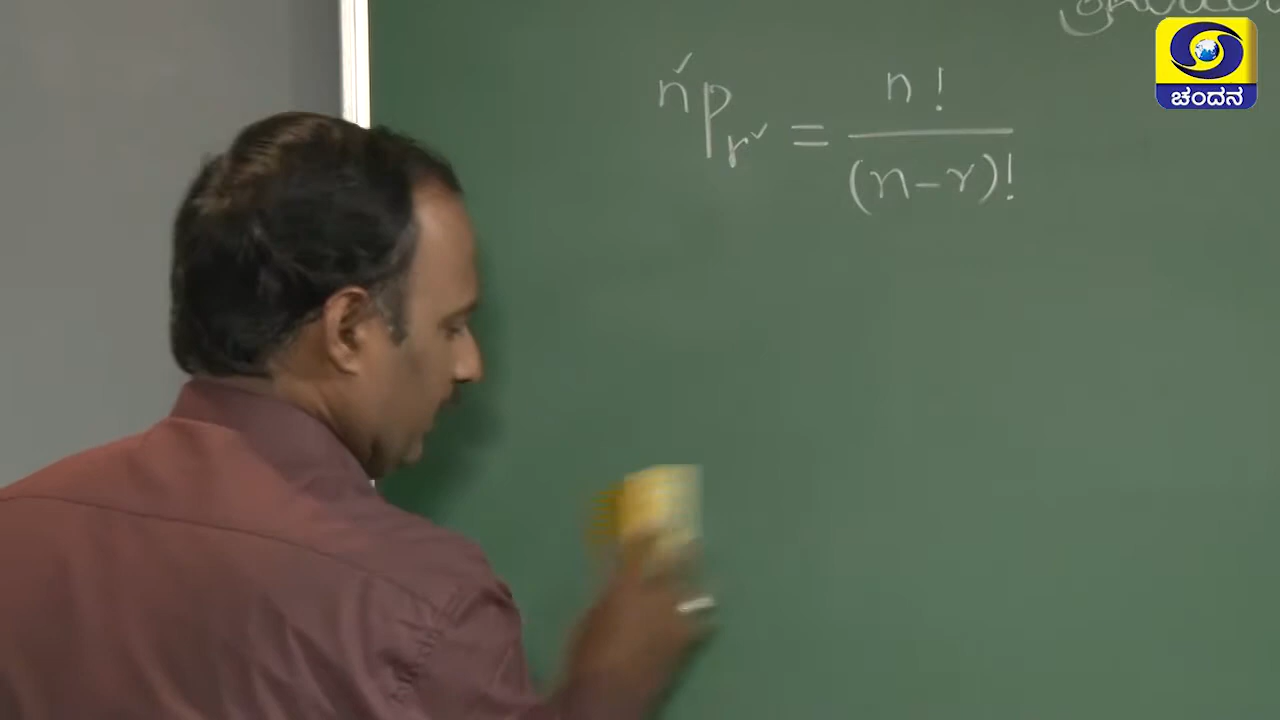 ಚಂದನ
ⁿPᵣ = n! / (n-r)!